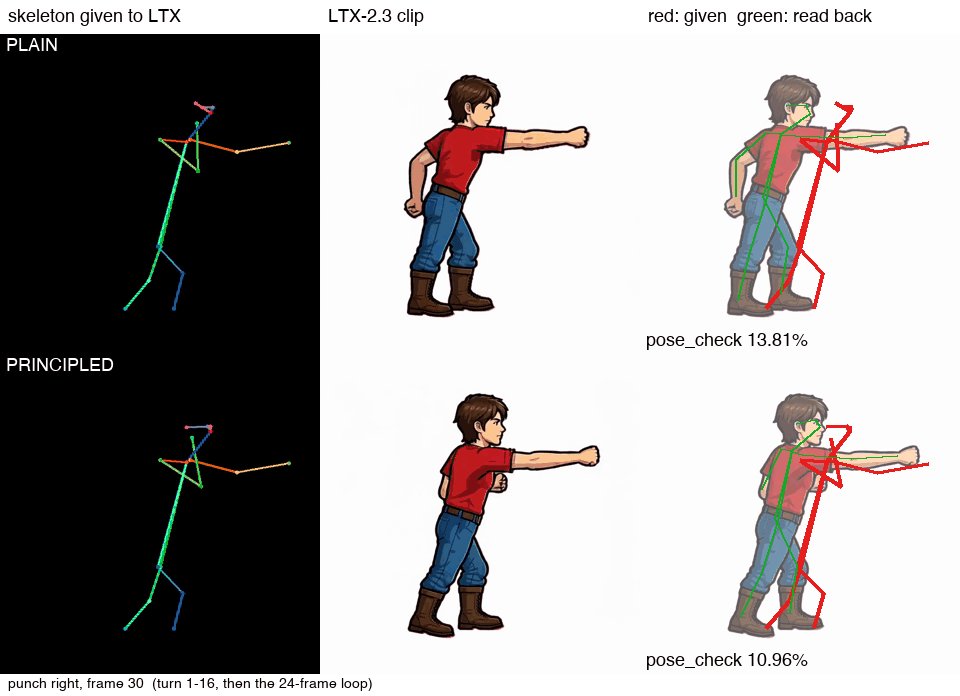 skeleton given to LTX
LTX-2.3 clip
red: given  green: read back
PLAIN
pose_check 13.81%
PRINCIPLED
pose_check 10.96%
punch right, frame 30  (turn 1-16, then the 24-frame loop)